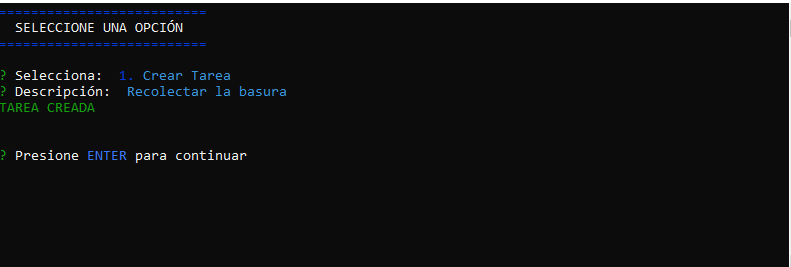 ==========================
SELECCIONE UNA OPCIÓN
==========================
? Selecciona:  1. Crear Tarea
? Descripción:  Recolectar la basura
TAREA CREADA
? Presione ENTER para continuar